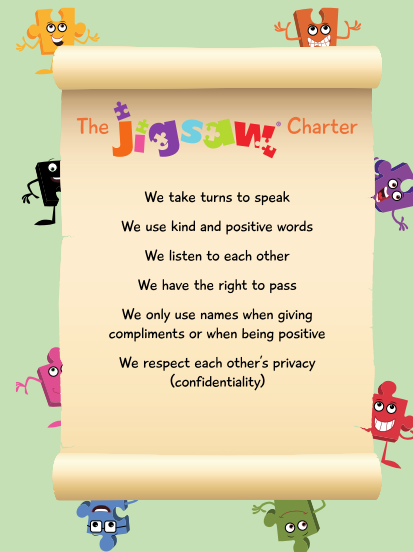 The jigsaw® Charter
We take turns to speak
We use kind and positive words
We listen to each other
We have the right to pass
We only use names when giving
compliments or when being positive
We respect each other's privacy
(confidentiality)